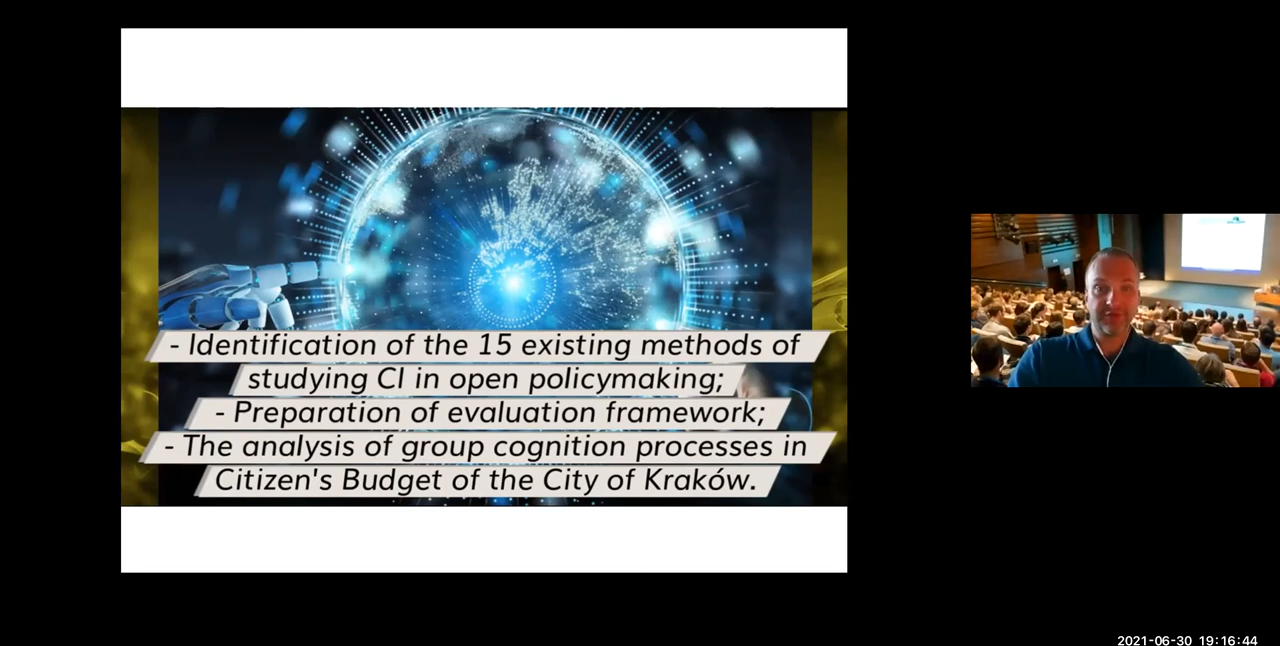 - Identification of the 15 existing methods of
studying CI in open policymaking;
- Preparation of evaluation framework;
- The analysis of group cognition processes in
Citizen's Budget of the City of Kraków.
2021-06-30 19:16:44